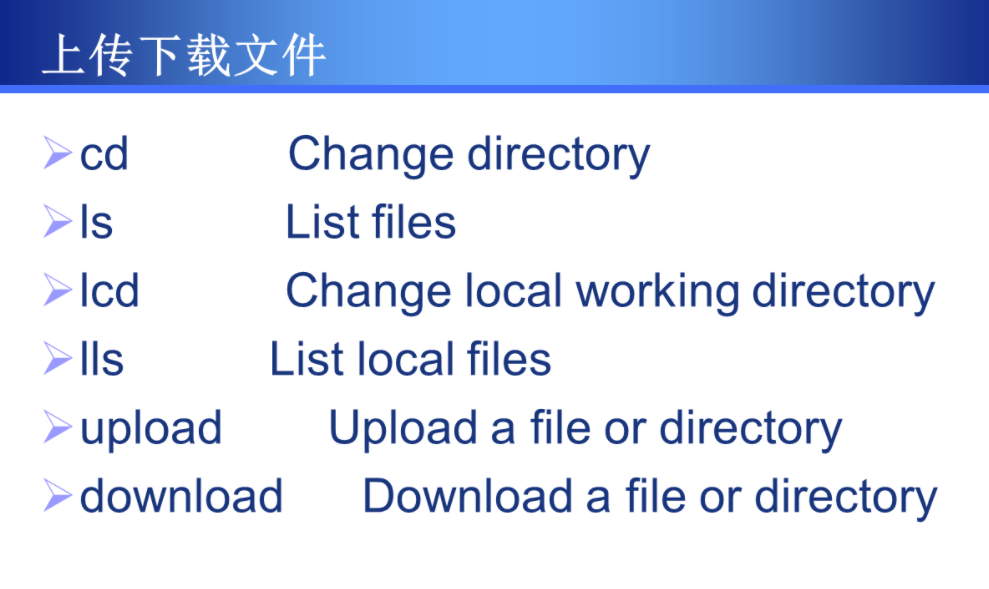 上传下载文件
cd Change directory
ls List files
lcd Change local working directory
lls List local files
upload Upload a file or directory
download Download a file or directory